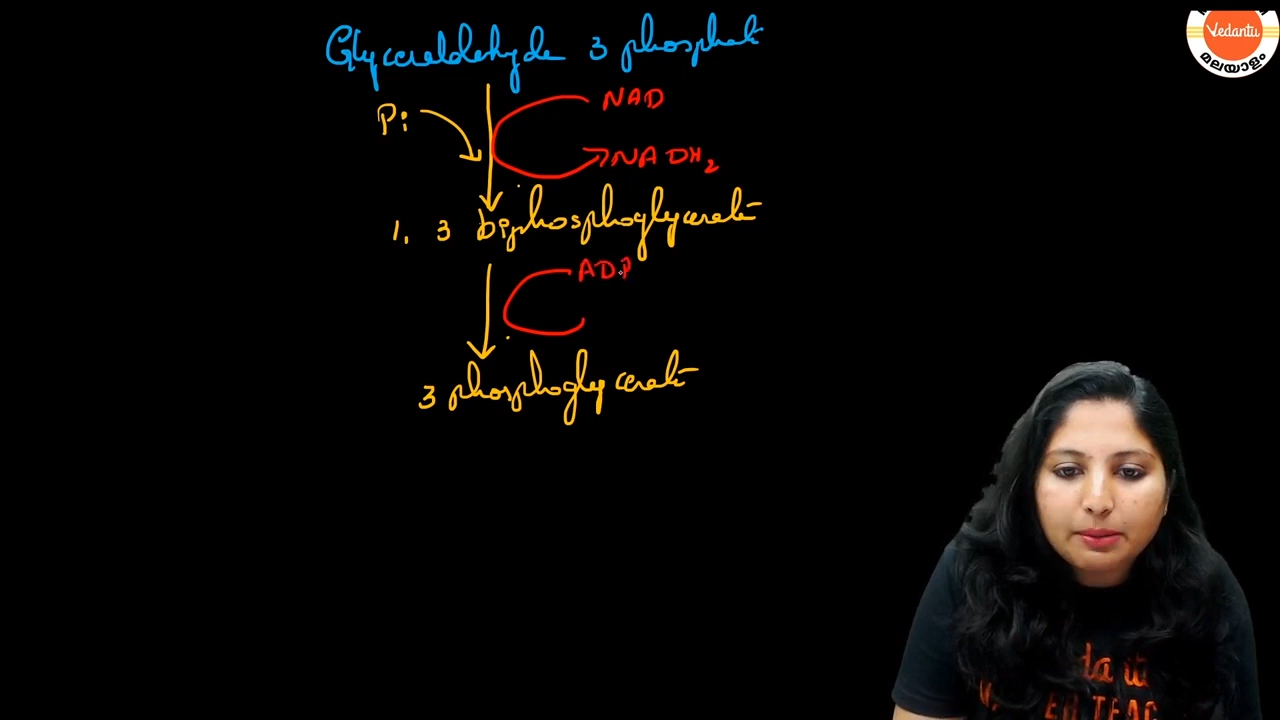 Glyceraldehyde 3 phosphate
Pi
NAD
NADH2
1, 3 biphosphoglycerate
ADP
3 phosphoglycerate
Vedantu
മലയാളം